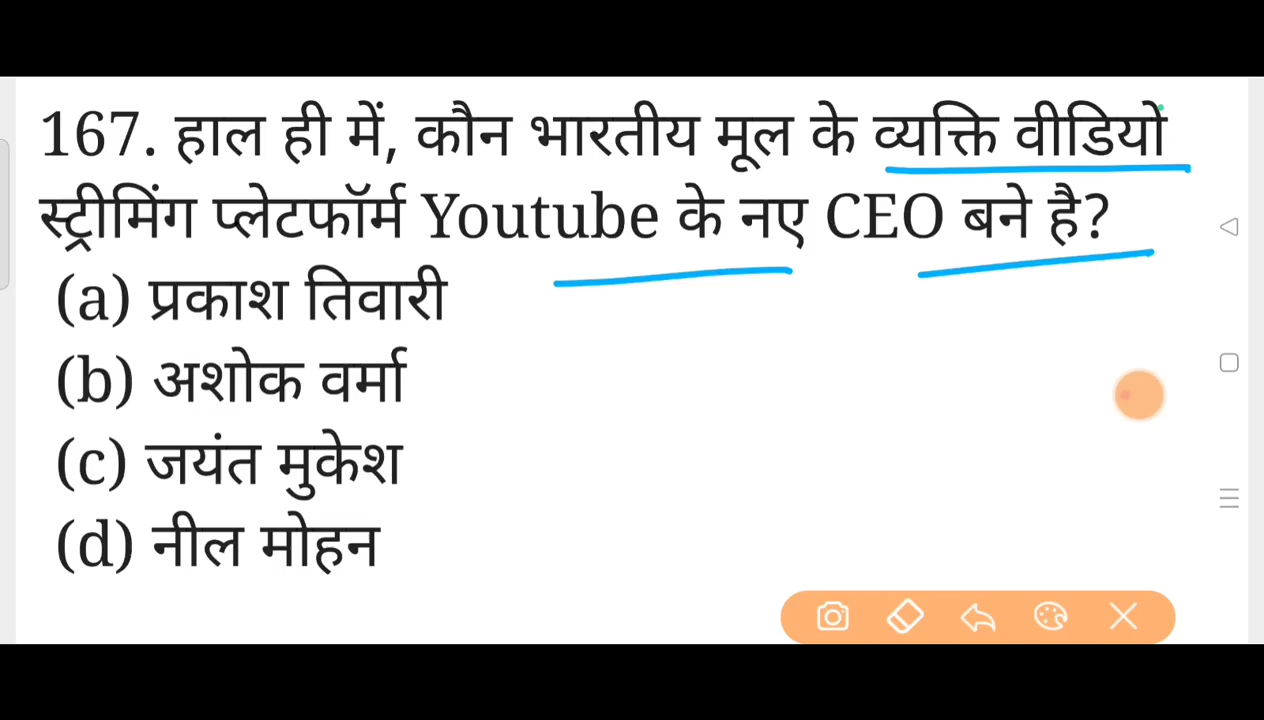 167. हाल ही में, कौन भारतीय मूल के व्यक्ति वीडियो
स्ट्रीमिंग प्लेटफॉर्म Youtube के नए CEO बने है?
(a) प्रकाश तिवारी
(b) अशोक वर्मा
(c) जयंत मुकेश
(d) नील मोहन